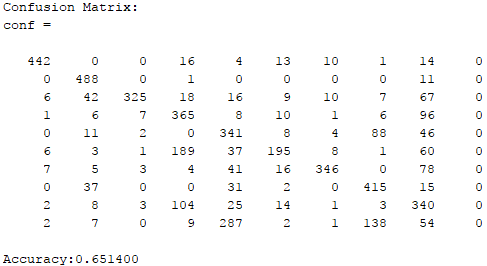 Confusion Matrix:
conf =
442 0 0 16 4 13 10 1 14 0
0 488 0 1 0 0 0 0 11 0
6 42 325 18 16 9 10 7 67 0
1 6 7 365 8 10 1 6 96 0
0 11 2 0 341 8 4 88 46 0
6 3 1 189 37 195 8 1 60 0
7 5 3 4 41 16 346 0 78 0
0 37 0 0 31 2 0 415 15 0
2 8 3 104 25 14 1 3 340 0
2 7 0 9 287 2 1 138 54 0
Accuracy:0.651400